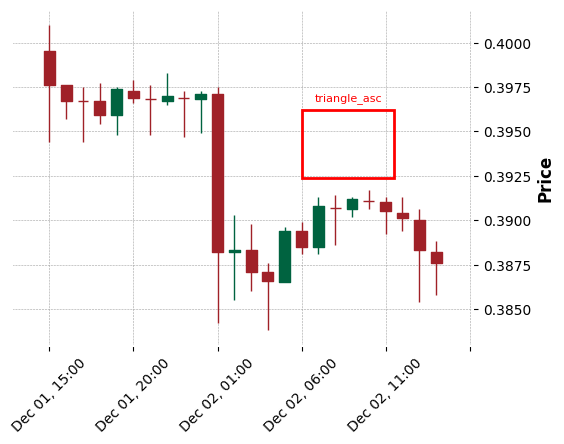 triangle_asc
0.4000
0.3975
0.3950
0.3925
0.3900
0.3875
0.3850
Price
Dec 01, 15:00
Dec 01, 20:00
Dec 02, 01:00
Dec 02, 06:00
Dec 02, 11:00